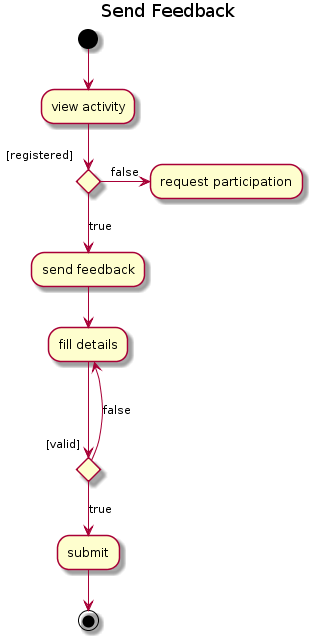 Send Feedback
view activity
[registered]
false
request participation
true
send feedback
fill details
false
[valid]
true
submit